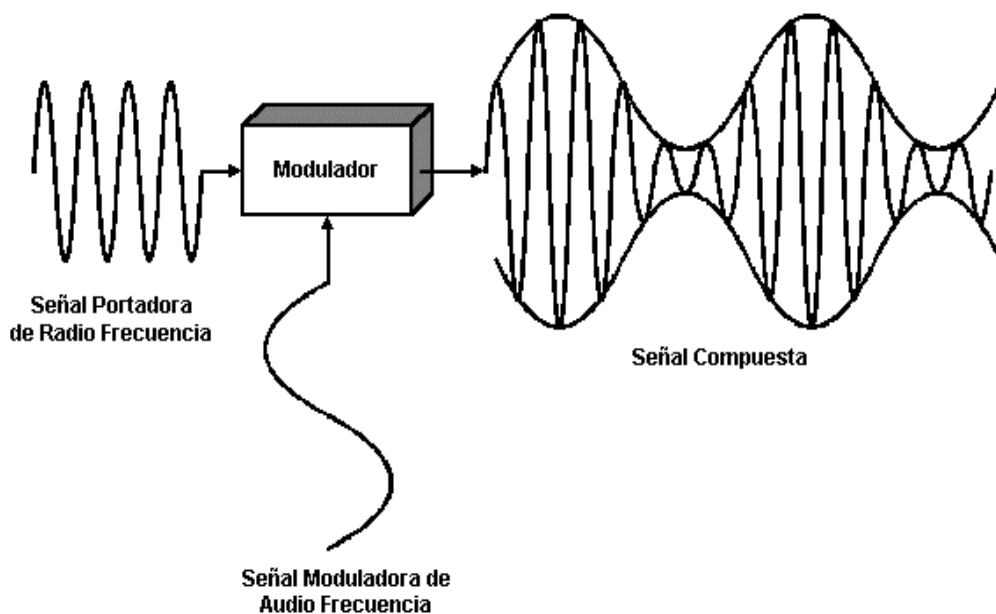 Modulador
Señal Portadora
de Radio Frecuencia
Señal Compuesta
Señal Moduladora de
Audio Frecuencia